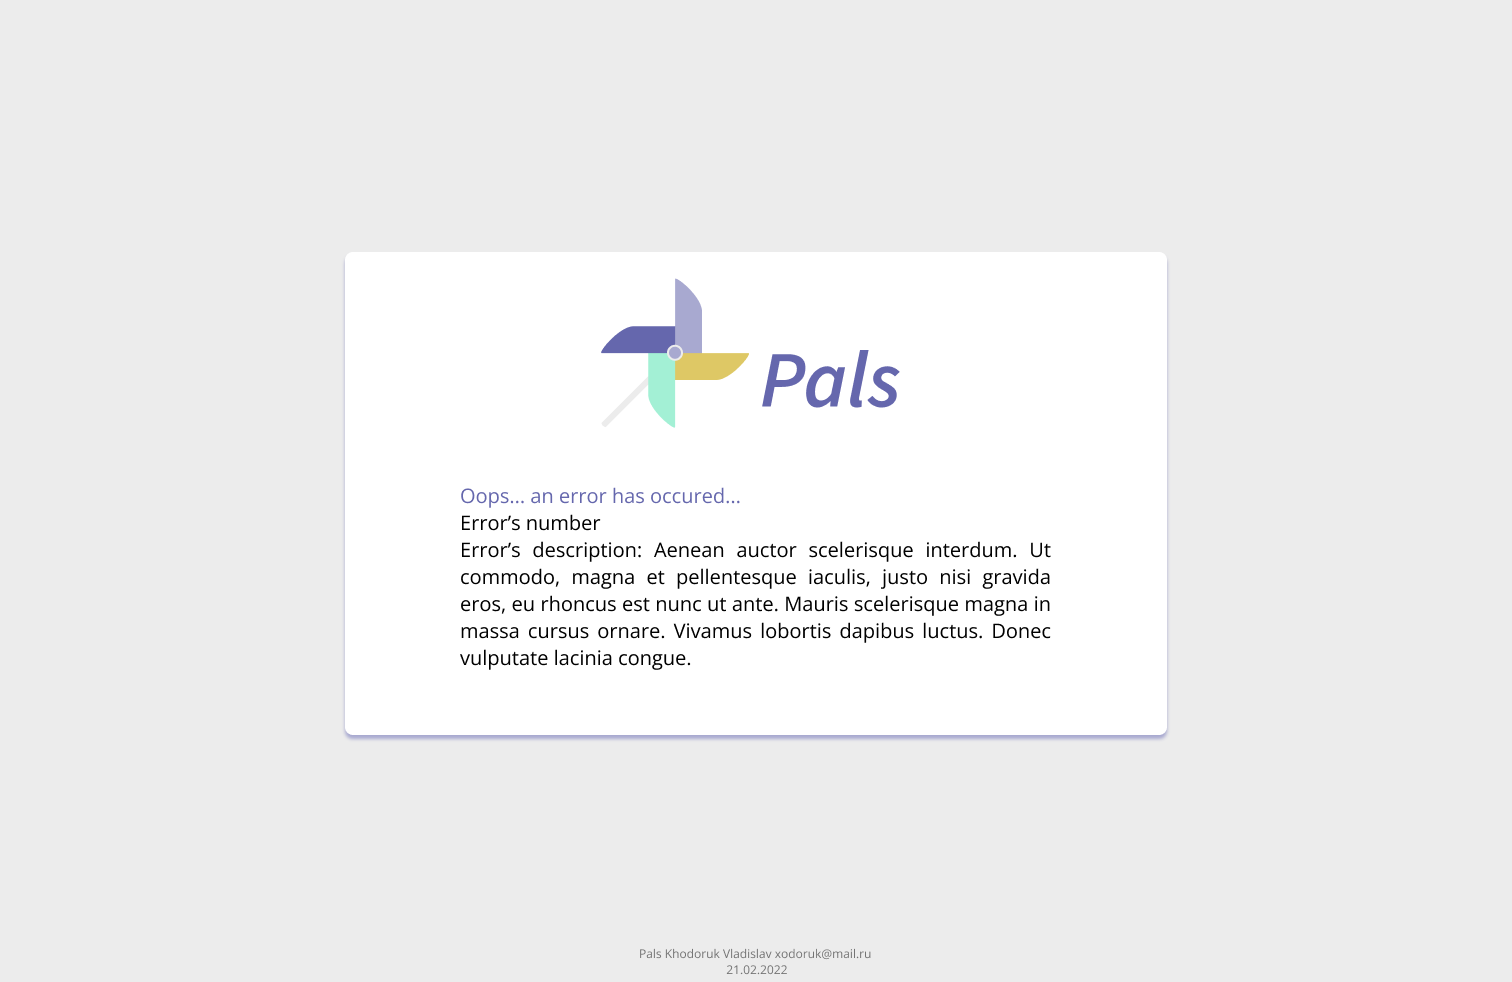 Pals
Oops... an error has occured...
Error’s number
Error’s description: Aenean auctor scelerisque interdum. Ut
commodo, magna et pellentesque iaculis, justo nisi gravida
eros, eu rhoncus est nunc ut ante. Mauris scelerisque magna in
massa cursus ornare. Vivamus lobortis dapibus luctus. Donec
vulputate lacinia congue.
Pals Khodoruk Vladislav xodoruk@mail.ru
21.02.2022